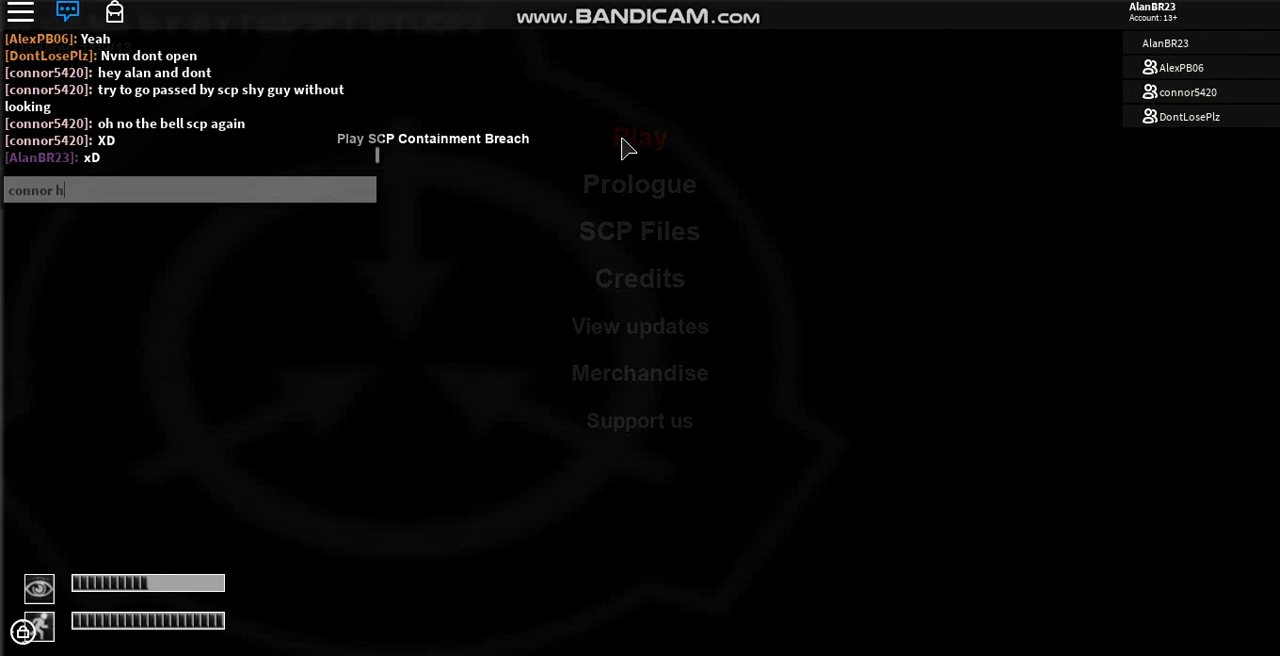 www.BANDICAM.com
AlanBR23
Account: 13+
AlanBR23
AlexPB06
connor5420
DontLosePlz
[AlexPB06]: Yeah
[DontLosePlz]: Nvm dont open
[connor5420]: hey alan and dont
[connor5420]: try to go passed by scp shy guy without
looking
[connor5420]: oh no the bell scp again
[connor5420]: XD
[AlanBR23]: xD
connor h
Play SCP Containment Breach
Play
Prologue
SCP Files
Credits
View updates
Merchandise
Support us